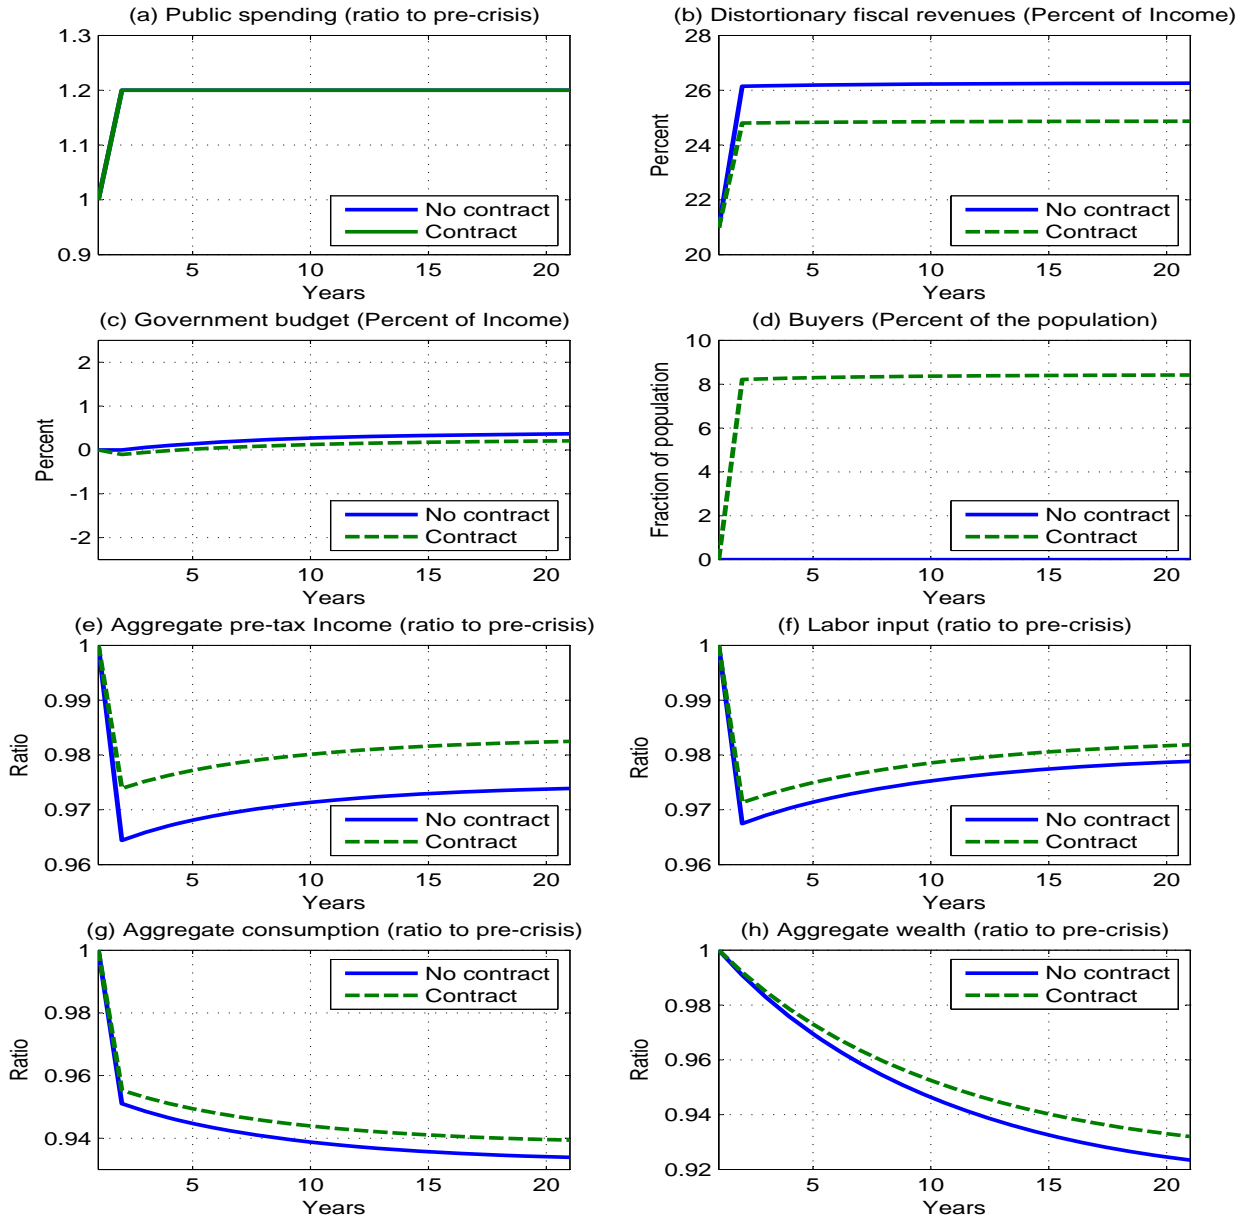 (a) Public spending (ratio to pre-crisis)
1.3
1.2
1.1
1
0.9
No contract
Contract
5 10 15 20
Years
(b) Distortionary fiscal revenues (Percent of Income)
28
26
24
22
20
Percent
No contract
Contract
5 10 15 20
Years
(c) Government budget (Percent of Income)
2
1
0
-1
-2
Percent
No contract
Contract
5 10 15 20
Years
(d) Buyers (Percent of the population)
10
8
6
4
2
0
Fraction of population
No contract
Contract
5 10 15 20
Years
(e) Aggregate pre-tax Income (ratio to pre-crisis)
1
0.99
0.98
0.97
0.96
Ratio
No contract
Contract
5 10 15 20
Years
(f) Labor input (ratio to pre-crisis)
1
0.99
0.98
0.97
0.96
Ratio
No contract
Contract
5 10 15 20
Years
(g) Aggregate consumption (ratio to pre-crisis)
1
0.98
0.96
0.94
Ratio
No contract
Contract
5 10 15 20
Years
(h) Aggregate wealth (ratio to pre-crisis)
1
0.98
0.96
0.94
0.92
Ratio
No contract
Contract
5 10 15 20
Years